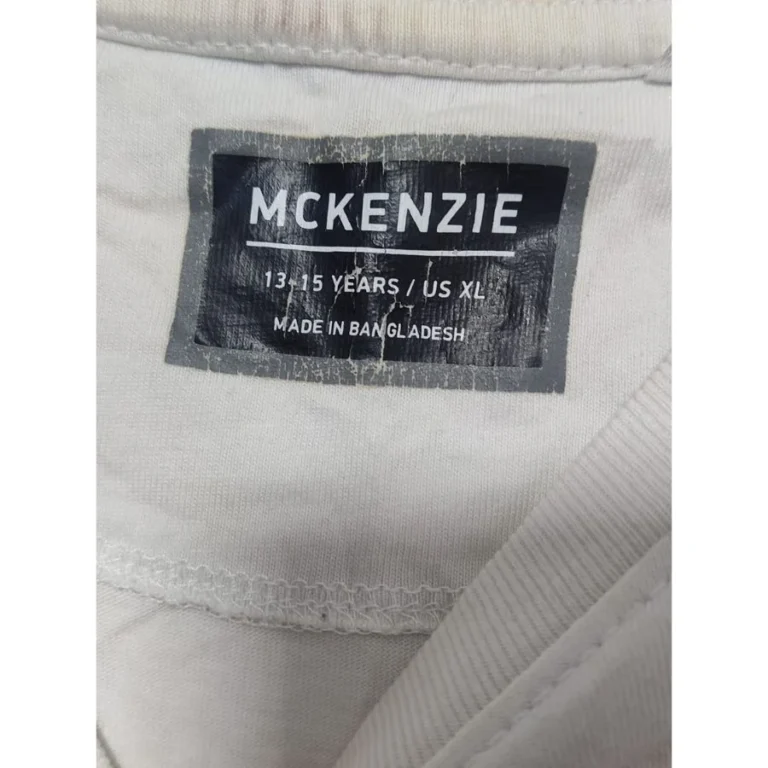 MCKENZIE
13-15 YEARS / US XL
MADE IN BANGLADESH